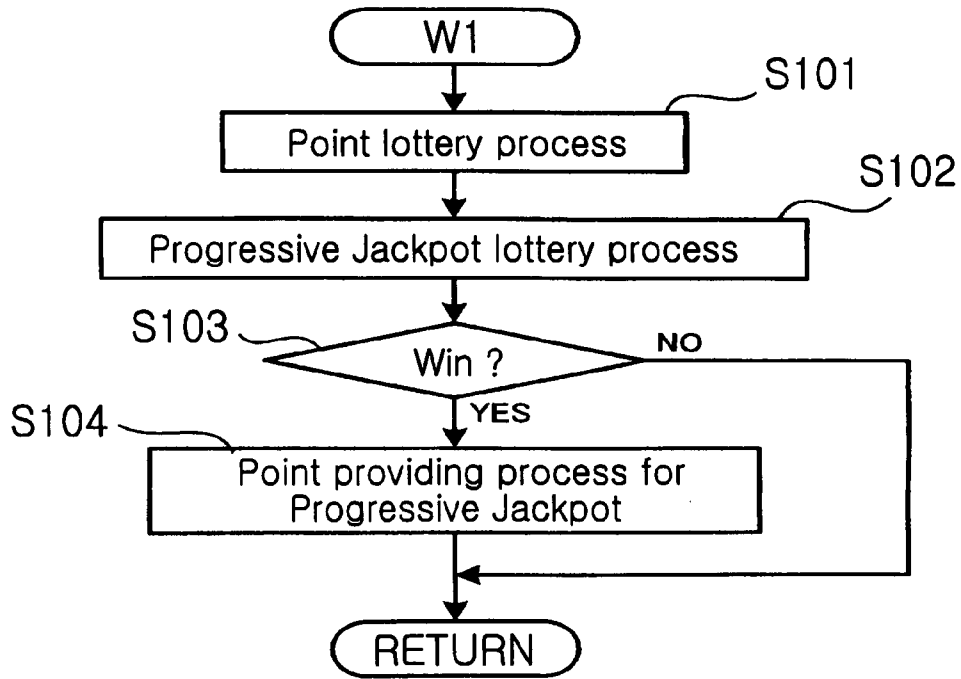 W1
S101
Point lottery process
S102
Progressive Jackpot lottery process
S103
Win ?
NO
YES
S104
Point providing process for
Progressive Jackpot
RETURN